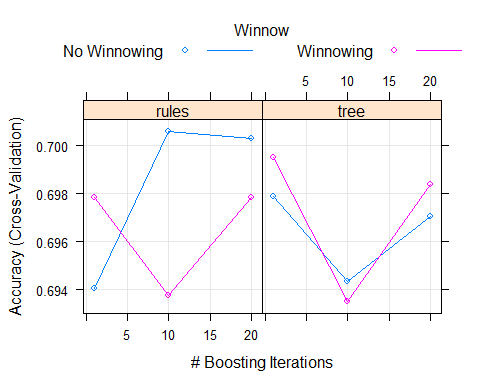 Winnow
No Winnowing Winnowing
5 10 15 20
rules tree
0.700
0.698
0.696
0.694
Accuracy (Cross-Validation)
5 10 15 20
# Boosting Iterations